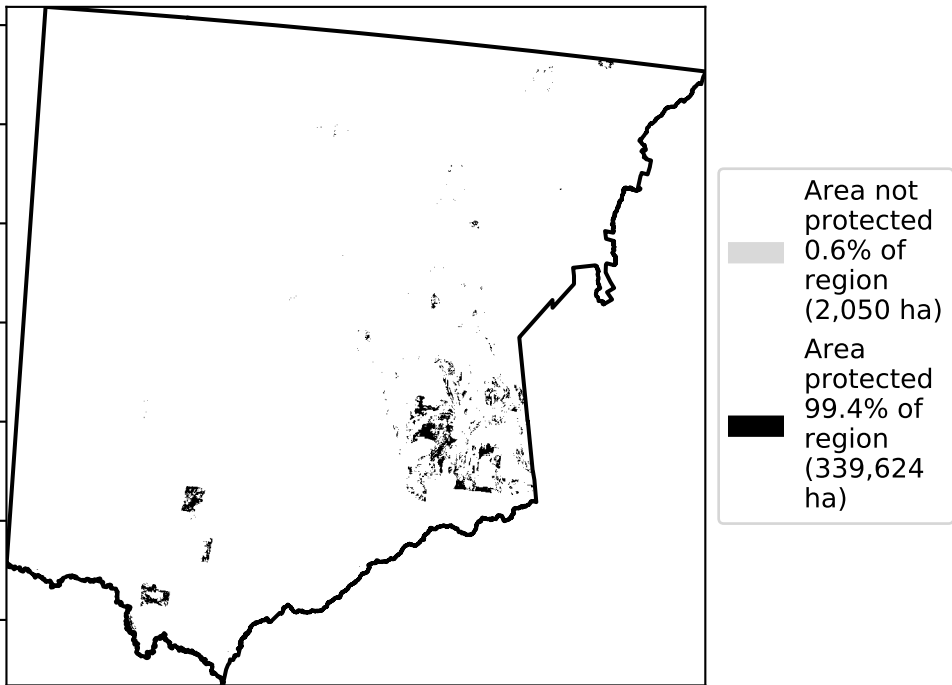 Area not
protected
0.6% of
region
(2,050 ha)
Area
protected
99.4% of
region
(339,624
ha)